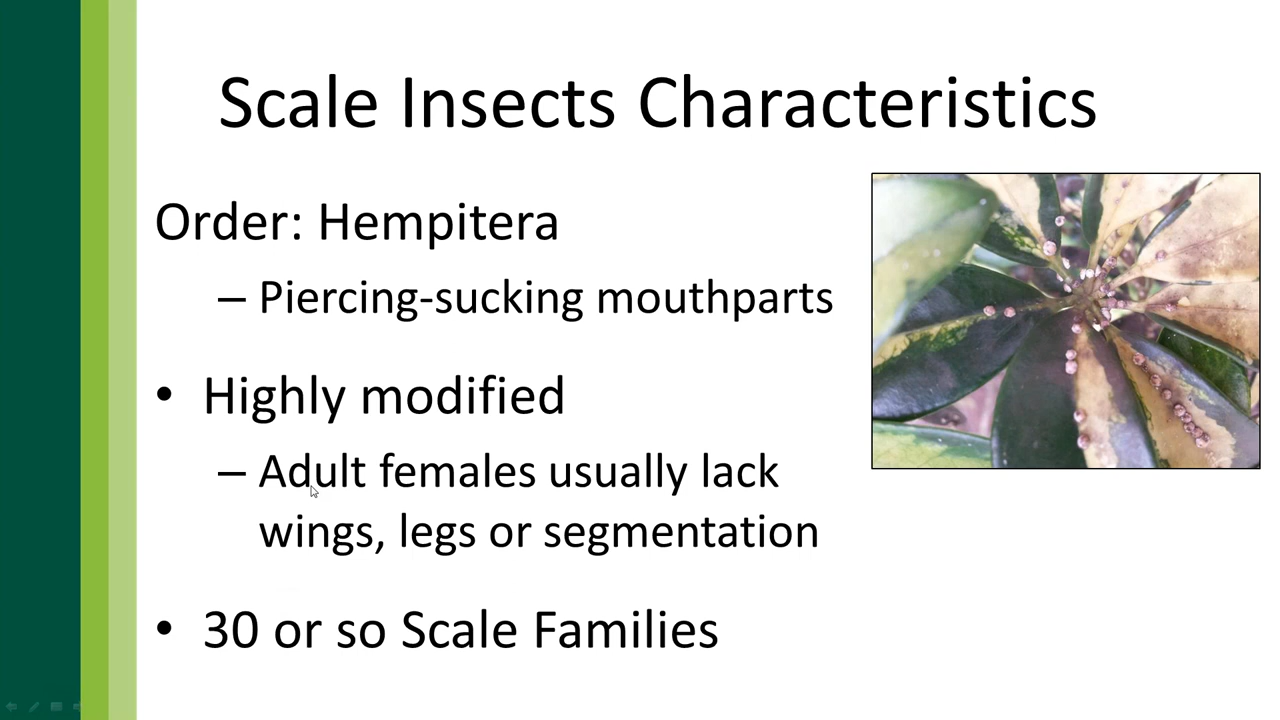 Scale Insects Characteristics
Order: Hempitera
– Piercing-sucking mouthparts
• Highly modified
– Adult females usually lack
wings, legs or segmentation
• 30 or so Scale Families